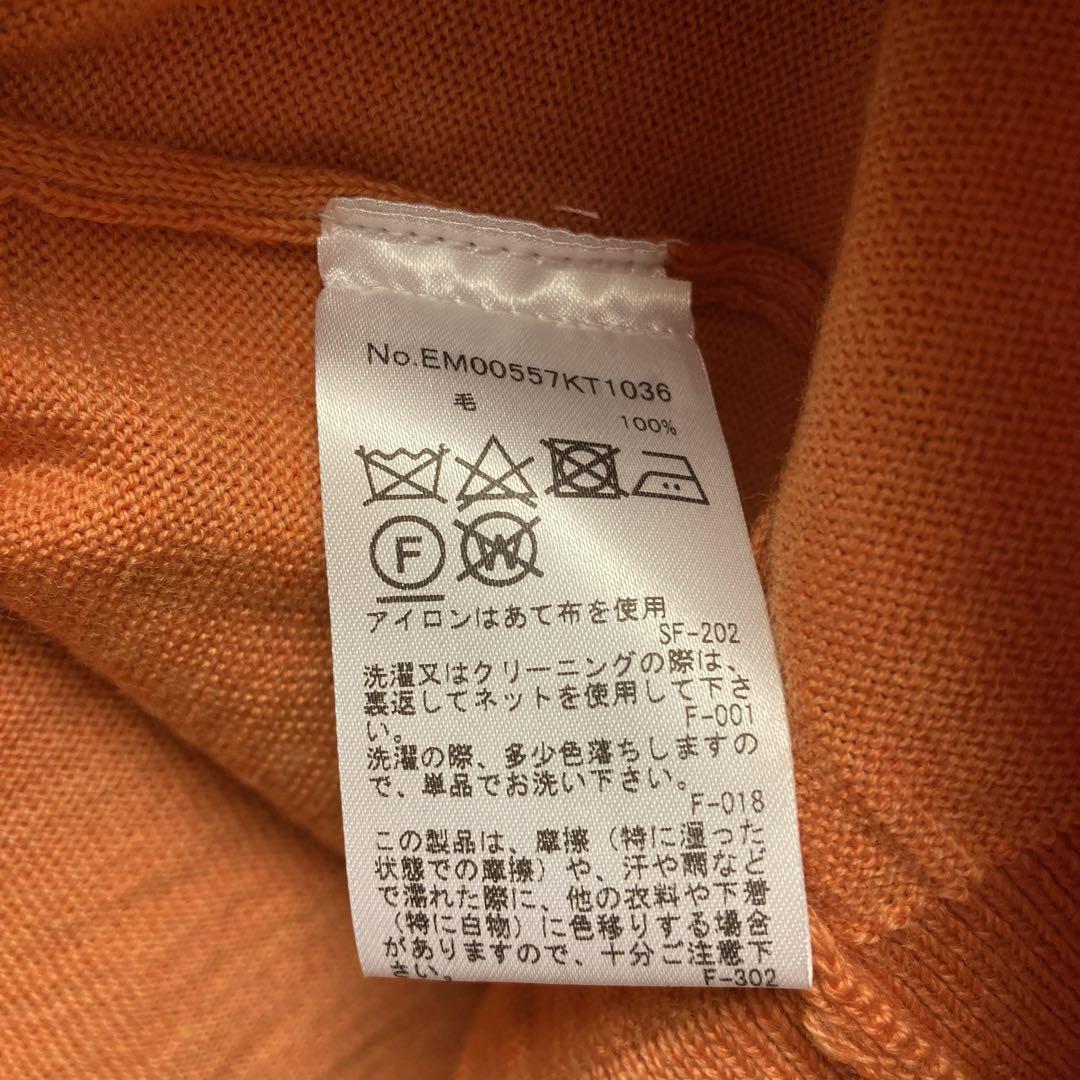 No.EM00557KT1036
毛
100%
F W
アイロンはあて布を使用
SF-202
洗濯又はクリーニングの際は、
裏返してネットを使用して下さ
い。
F-001
洗濯の際、多少色落ちしますの
で、単品でお洗い下さい。
F-018
この製品は、摩擦（特に湿った
状態での摩擦）や、汗や雨など
で濡れた際に、他の衣料や下着
（特に白物）に色移りする場合
がありますので、十分ご注意下
さい。
F-302